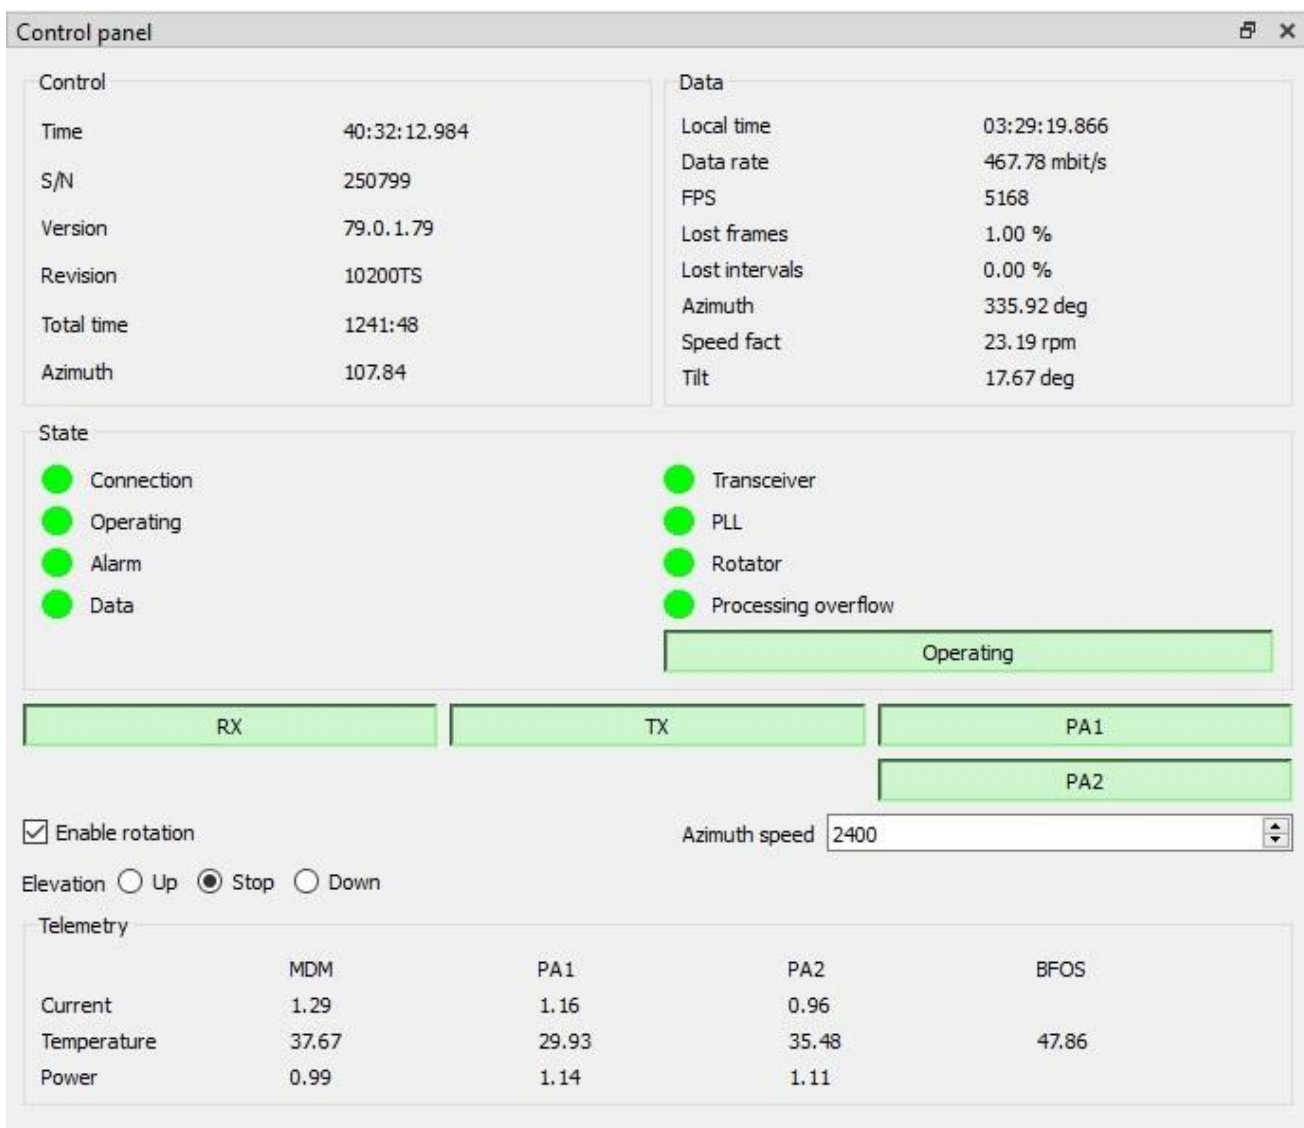 Control panel
Control
Time 40:32:12.984
S/N 250799
Version 79.0.1.79
Revision 10200TS
Total time 1241:48
Azimuth 107.84
Data
Local time 03:29:19.866
Data rate 467.78 mbit/s
FPS 5168
Lost frames 1.00 %
Lost intervals 0.00 %
Azimuth 335.92 deg
Speed fact 23.19 rpm
Tilt 17.67 deg
State
Connection
Operating
Alarm
Data
Transceiver
PLL
Rotator
Processing overflow
Operating
RX TX PA1
PA2
Enable rotation
Azimuth speed 2400
Elevation Up Stop Down
Telemetry
MDM PA1 PA2 BFOS
Current 1.29 1.16 0.96
Temperature 37.67 29.93 35.48 47.86
Power 0.99 1.14 1.11